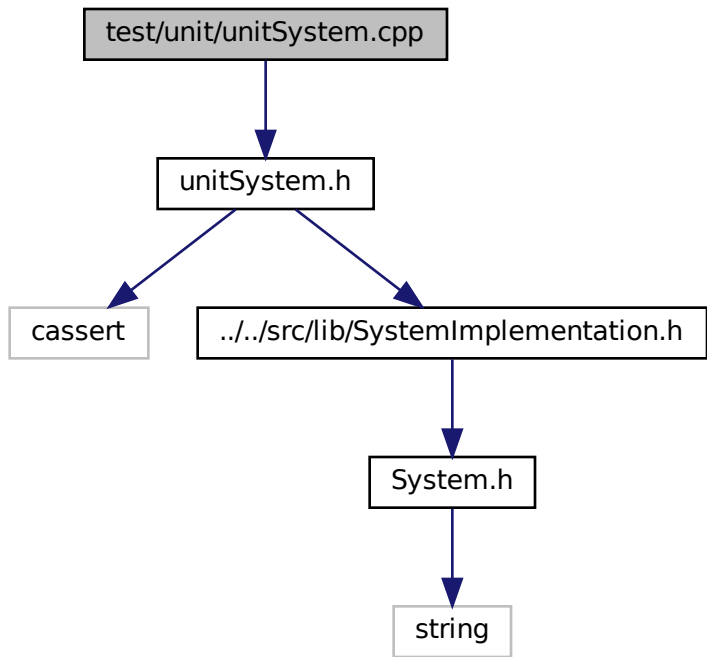 test/unit/unitSystem.cpp
unitSystem.h
cassert
../../src/lib/SystemImplementation.h
System.h
string